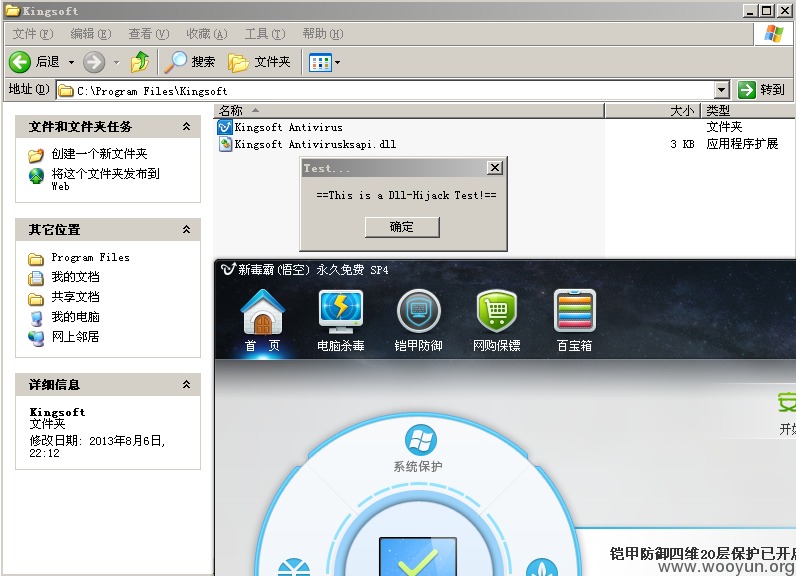 Kingsoft
文件(F) 编辑(E) 查看(V) 收藏(A) 工具(T) 帮助(H)
后退 搜索 文件夹
地址(D) C:\Program Files\Kingsoft 转到
名称 大小 类型
文件和文件夹任务
创建一个新文件夹
将这个文件夹发布到
Web
其它位置
Program Files
我的文档
共享文档
我的电脑
网上邻居
详细信息
Kingsoft
文件夹
修改日期: 2013年8月6日,
22:12
Kingsoft Antivirus 文件夹
Kingsoft Antivirusksapi.dll 3 KB 应用程序扩展
Test...
==This is a Dll-Hijack Test!==
确定
新毒霸(悟空) 永久免费 SP4
首 页 电脑杀毒 铠甲防御 网购保镖 百宝箱
系统保护
铠甲防御四维20层保护已开启
www.wooyun.org